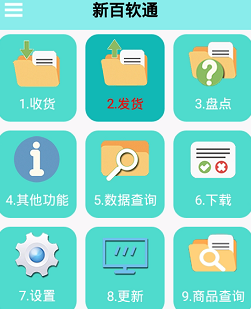 新百软通
1.收货
2.发货
3.盘点
4.其他功能
5.数据查询
6.下载
7.设置
8.更新
9.商品查询